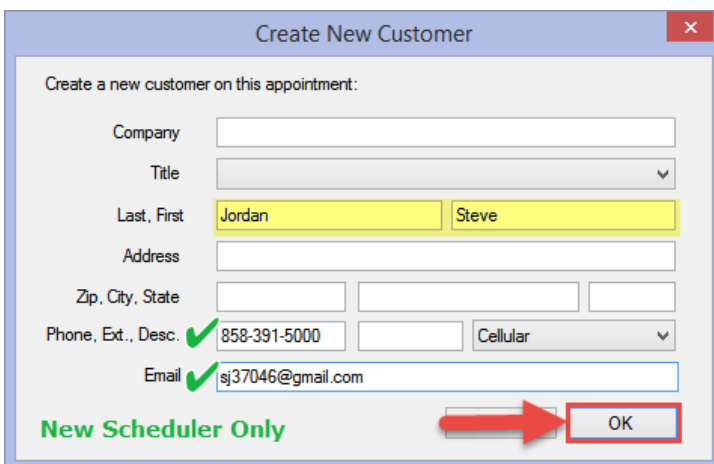 Create New Customer
Create a new customer on this appointment:
Company
Title
Last, First Jordan Steve
Address
Zip, City, State
Phone, Ext., Desc. 858-391-5000 Cellular
Email sj37046@gmail.com
New Scheduler Only OK